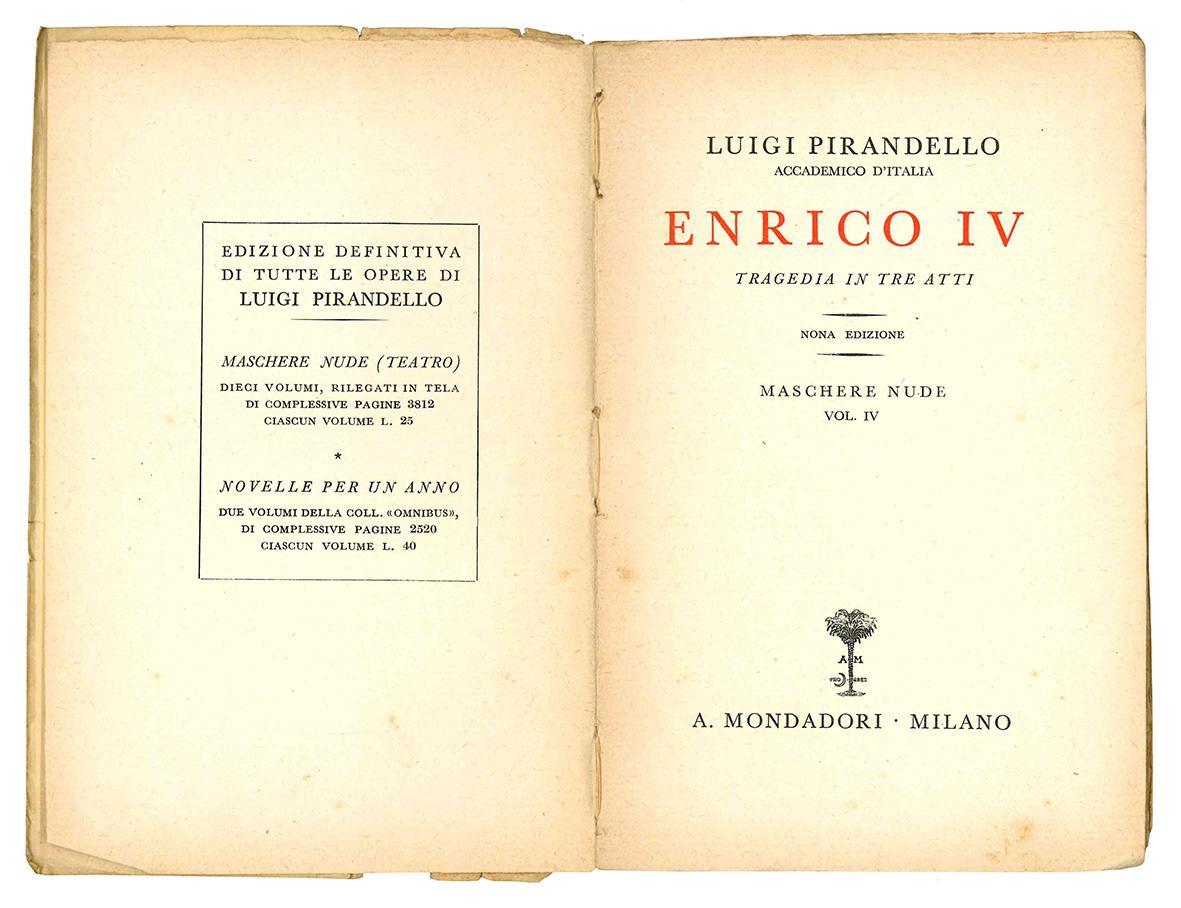 EDIZIONE DEFINITIVA
DI TUTTE LE OPERE DI
LUIGI PIRANDELLO
MASCHERE NUDE (TEATRO)
DIECI VOLUMI, RILEGATI IN TELA
DI COMPLESSIVE PAGINE 3812
CIASCUN VOLUME L. 25
*
NOVELLE PER UN ANNO
DUE VOLUMI DELLA COLL. «OMNIBUS»,
DI COMPLESSIVE PAGINE 2520
CIASCUN VOLUME L. 40
LUIGI PIRANDELLO
ACCADEMICO D'ITALIA
ENRICO IV
TRAGEDIA IN TRE ATTI
NONA EDIZIONE
MASCHERE NUDE
VOL. IV
A M
A. MONDADORI · MILANO